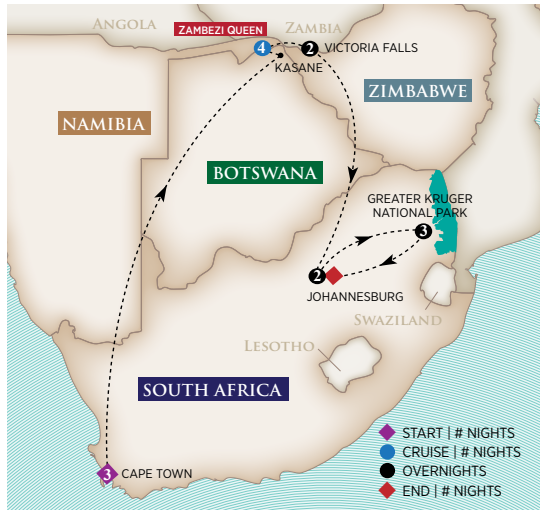 ANGOLA
ZAMBEZI QUEEN
ZAMBIA
4
2
VICTORIA FALLS
KASANE
ZIMBABWE
NAMIBIA
BOTSWANA
GREATER KRUGER
NATIONAL PARK
3
2
JOHANNESBURG
SWAZILAND
LESOTHO
SOUTH AFRICA
3
CAPE TOWN
START | # NIGHTS
CRUISE | # NIGHTS
OVERNIGHTS
END | # NIGHTS